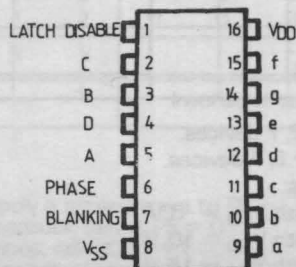 LATCH DISABLE 1 16 VDD
C 2 15 f
B 3 14 g
D 4 13 e
A 5 12 d
PHASE 6 11 c
BLANKING 7 10 b
VSS 8 9 a